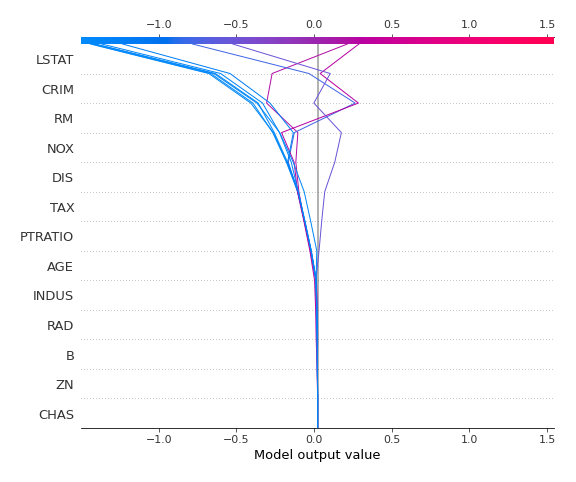 −1.0 −0.5 0.0 0.5 1.0 1.5
LSTAT
CRIM
RM
NOX
DIS
TAX
PTRATIO
AGE
INDUS
RAD
B
ZN
CHAS
−1.0 −0.5 0.0 0.5 1.0 1.5
Model output value